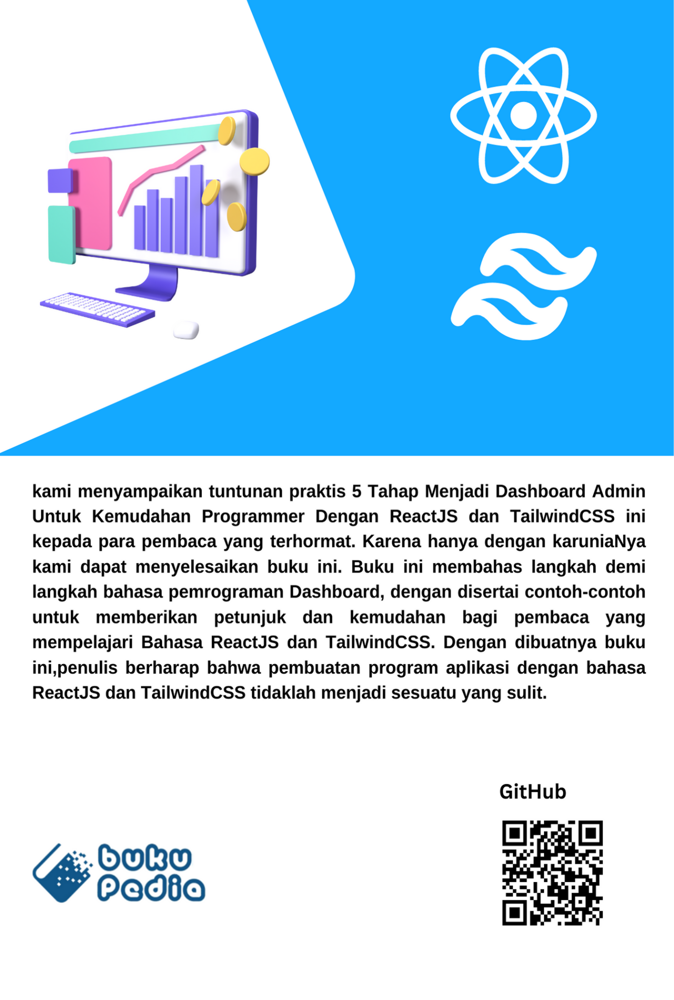 kami menyampaikan tuntunan praktis 5 Tahap Menjadi Dashboard Admin
Untuk Kemudahan Programmer Dengan ReactJS dan TailwindCSS ini
kepada para pembaca yang terhormat. Karena hanya dengan karuniaNya
kami dapat menyelesaikan buku ini. Buku ini membahas langkah demi
langkah bahasa pemrograman Dashboard, dengan disertai contoh-contoh
untuk memberikan petunjuk dan kemudahan bagi pembaca yang
mempelajari Bahasa ReactJS dan TailwindCSS. Dengan dibuatnya buku
ini,penulis berharap bahwa pembuatan program aplikasi dengan bahasa
ReactJS dan TailwindCSS tidaklah menjadi sesuatu yang sulit.
GitHub
buku
Pedia